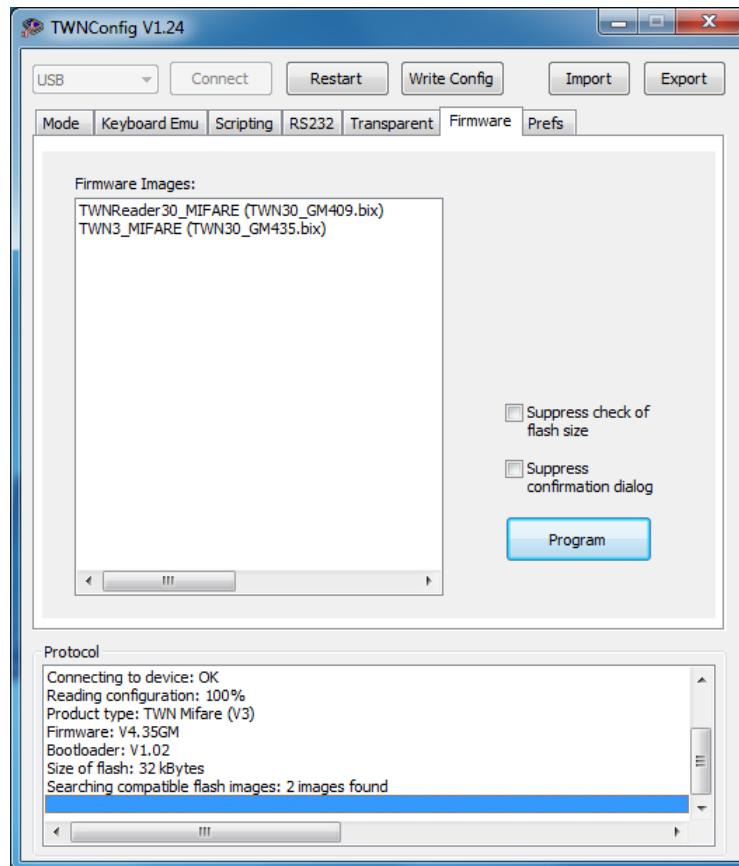 TWNConfig V1.24
USB
Connect
Restart
Write Config
Import
Export
Mode
Keyboard Emu
Scripting
RS232
Transparent
Firmware
Prefs
Firmware Images:
TWNReader30_MIFARE (TWN30_GM409.bix)
TWN3_MIFARE (TWN30_GM435.bix)
Suppress check of
flash size
Suppress
confirmation dialog
Program
Protocol
Connecting to device: OK
Reading configuration: 100%
Product type: TWN Mifare (V3)
Firmware: V4.35GM
Bootloader: V1.02
Size of flash: 32 kBytes
Searching compatible flash images: 2 images found